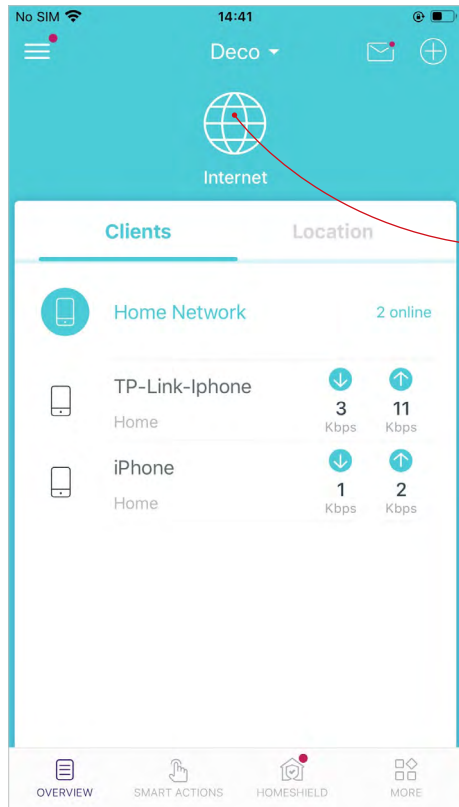 No SIM 14:41
Deco
Internet
Clients Location
Home Network 2 online
TP-Link-Iphone
3 11
Home Kbps Kbps
iPhone
1 2
Home Kbps Kbps
OVERVIEW SMART ACTIONS HOMESHIELD MORE